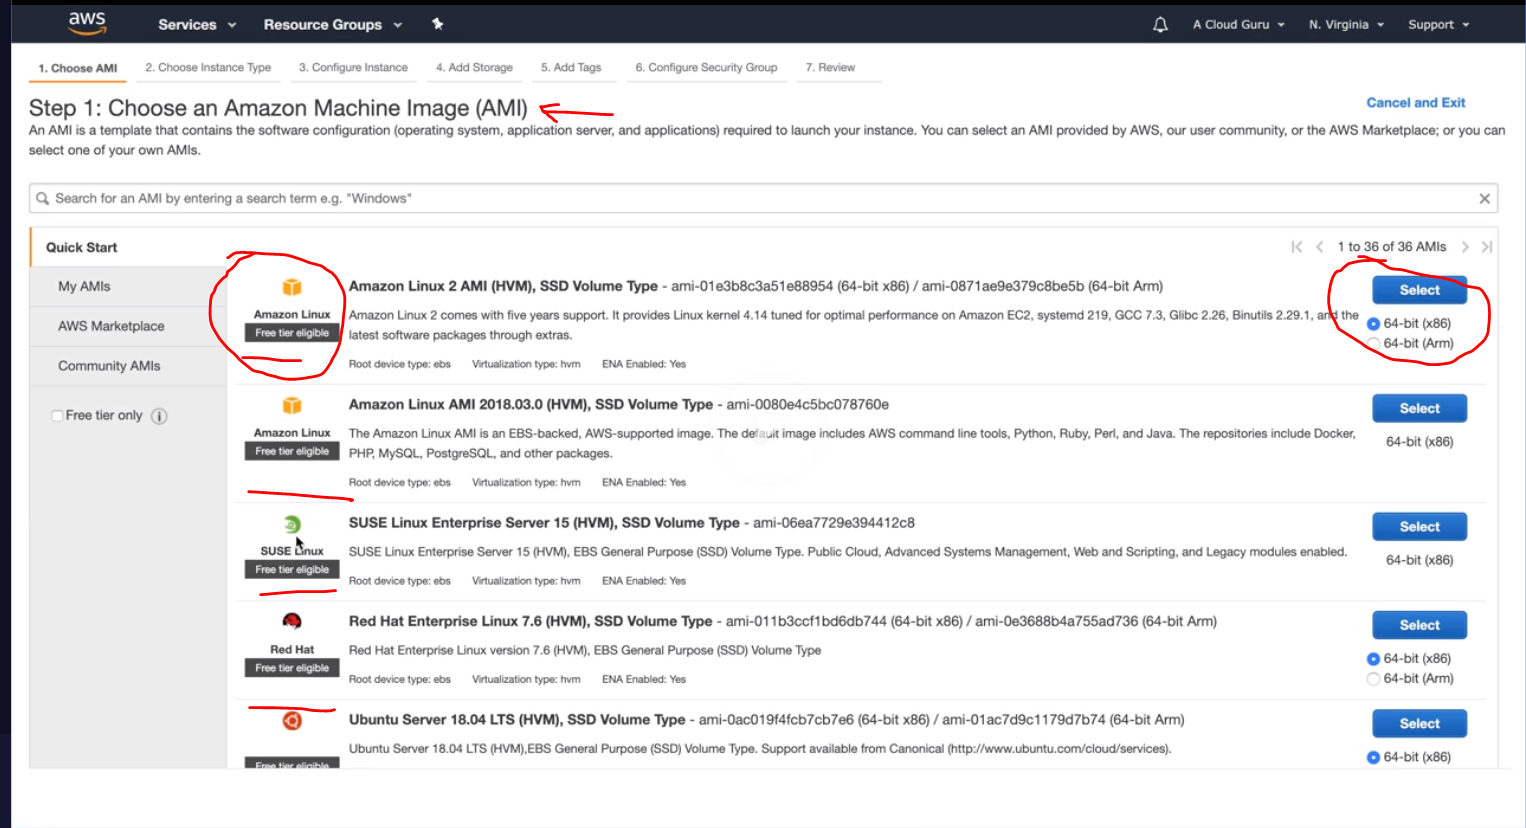 aws
Services
Resource Groups
A Cloud Guru
N. Virginia
Support
1. Choose AMI
2. Choose Instance Type
3. Configure Instance
4. Add Storage
5. Add Tags
6. Configure Security Group
7. Review
Step 1: Choose an Amazon Machine Image (AMI)
Cancel and Exit
An AMI is a template that contains the software configuration (operating system, application server, and applications) required to launch your instance. You can select an AMI provided by AWS, our user community, or the AWS Marketplace; or you can
select one of your own AMIs.
Search for an AMI by entering a search term e.g. "Windows"
Quick Start
My AMIs
AWS Marketplace
Community AMIs
Free tier only
1 to 36 of 36 AMIs
Amazon Linux
Free tier eligible
Amazon Linux 2 AMI (HVM), SSD Volume Type - ami-01e3b8c3a51e88954 (64-bit x86) / ami-0871ae9e379c8be5b (64-bit Arm)
Amazon Linux 2 comes with five years support. It provides Linux kernel 4.14 tuned for optimal performance on Amazon EC2, systemd 219, GCC 7.3, Glibc 2.26, Binutils 2.29.1, and the
latest software packages through extras.
Root device type: ebs Virtualization type: hvm ENA Enabled: Yes
Select
64-bit (x86)
64-bit (Arm)
Amazon Linux
Free tier eligible
Amazon Linux AMI 2018.03.0 (HVM), SSD Volume Type - ami-0080e4c5bc078760e
The Amazon Linux AMI is an EBS-backed, AWS-supported image. The default image includes AWS command line tools, Python, Ruby, Perl, and Java. The repositories include Docker,
PHP, MySQL, PostgreSQL, and other packages.
Root device type: ebs Virtualization type: hvm ENA Enabled: Yes
Select
64-bit (x86)
SUSE Linux
Free tier eligible
SUSE Linux Enterprise Server 15 (HVM), SSD Volume Type - ami-06ea7729e394412c8
SUSE Linux Enterprise Server 15 (HVM), EBS General Purpose (SSD) Volume Type. Public Cloud, Advanced Systems Management, Web and Scripting, and Legacy modules enabled.
Root device type: ebs Virtualization type: hvm ENA Enabled: Yes
Select
64-bit (x86)
Red Hat
Free tier eligible
Red Hat Enterprise Linux 7.6 (HVM), SSD Volume Type - ami-011b3ccf1bd6db744 (64-bit x86) / ami-0e3688b4a755ad736 (64-bit Arm)
Red Hat Enterprise Linux version 7.6 (HVM), EBS General Purpose (SSD) Volume Type
Root device type: ebs Virtualization type: hvm ENA Enabled: Yes
Select
64-bit (x86)
64-bit (Arm)
Free tier eligible
Ubuntu Server 18.04 LTS (HVM), SSD Volume Type - ami-0ac019f4fcb7cb7e6 (64-bit x86) / ami-01ac7d9c1179d7b74 (64-bit Arm)
Ubuntu Server 18.04 LTS (HVM),EBS General Purpose (SSD) Volume Type. Support available from Canonical (http://www.ubuntu.com/cloud/services).
Select
64-bit (x86)